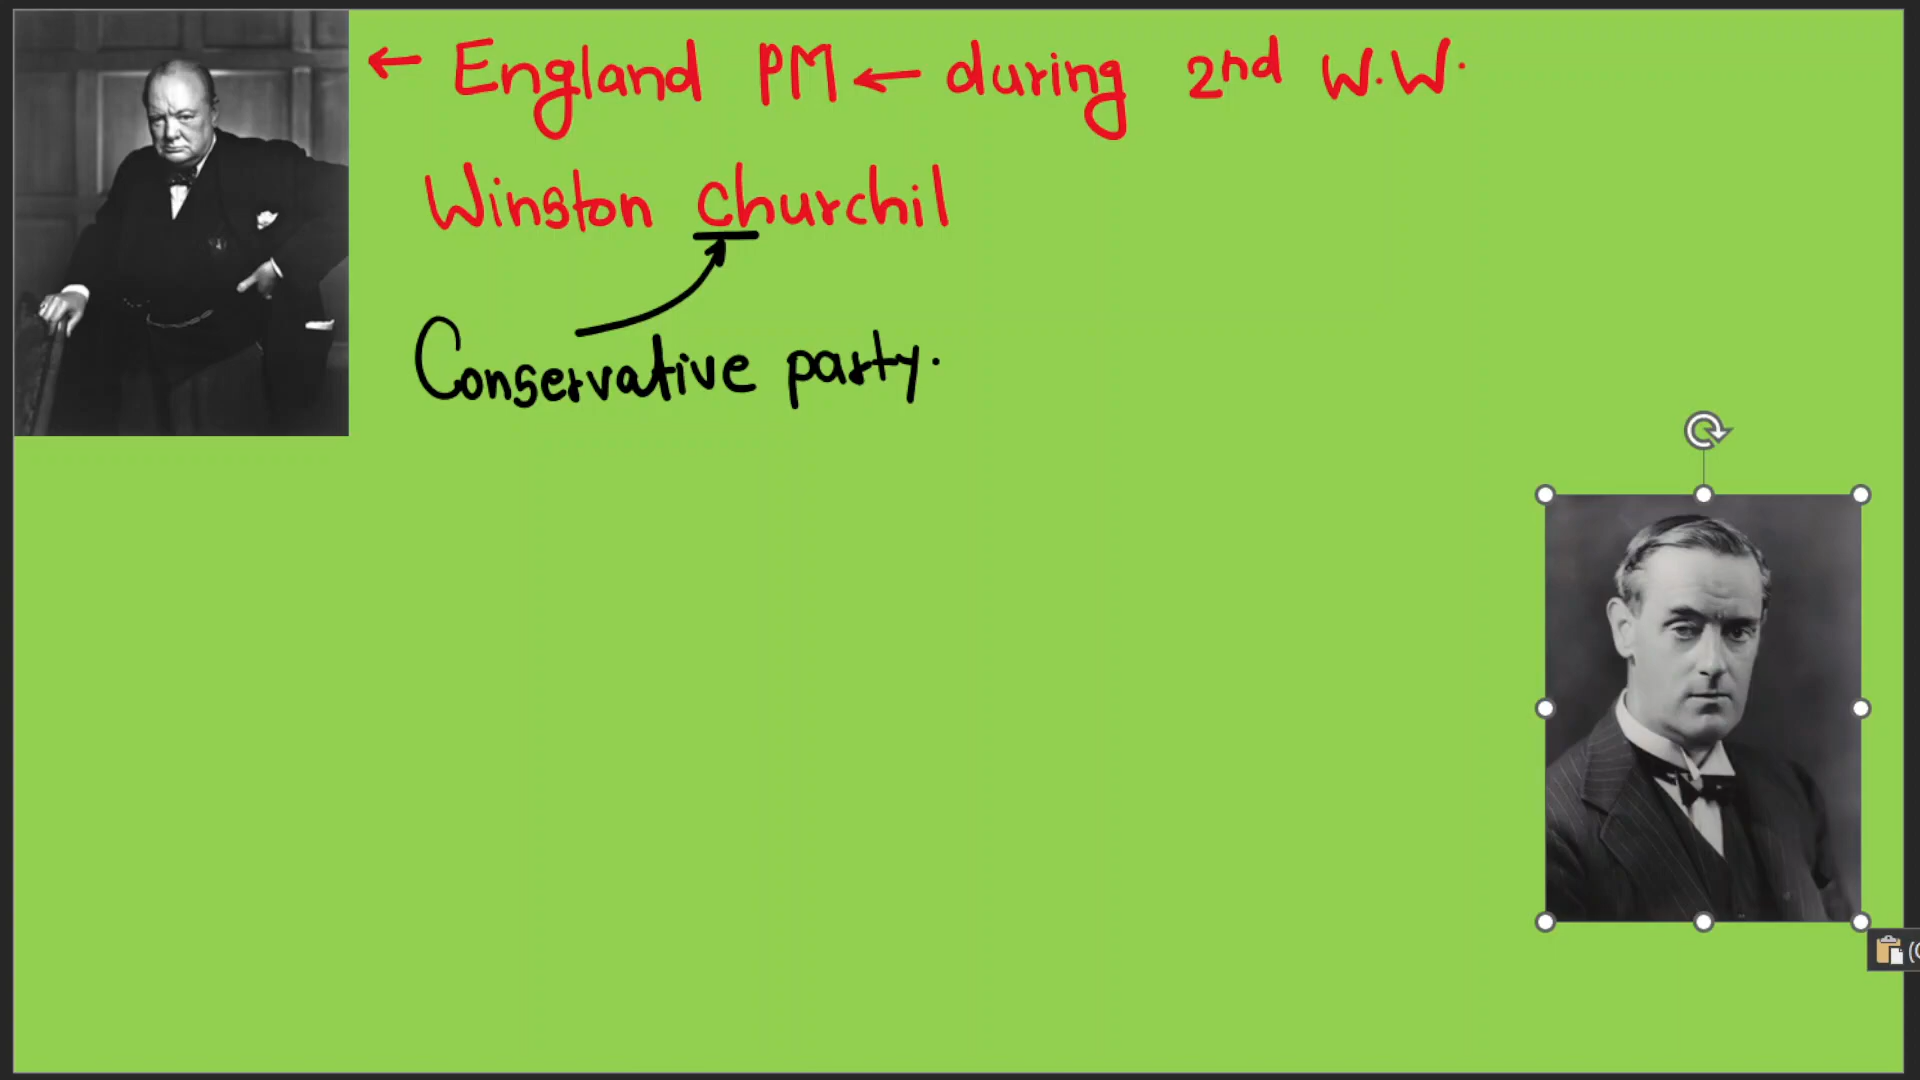 ← England PM ← during 2nd W.W.
Winston churchil
Conservative party.